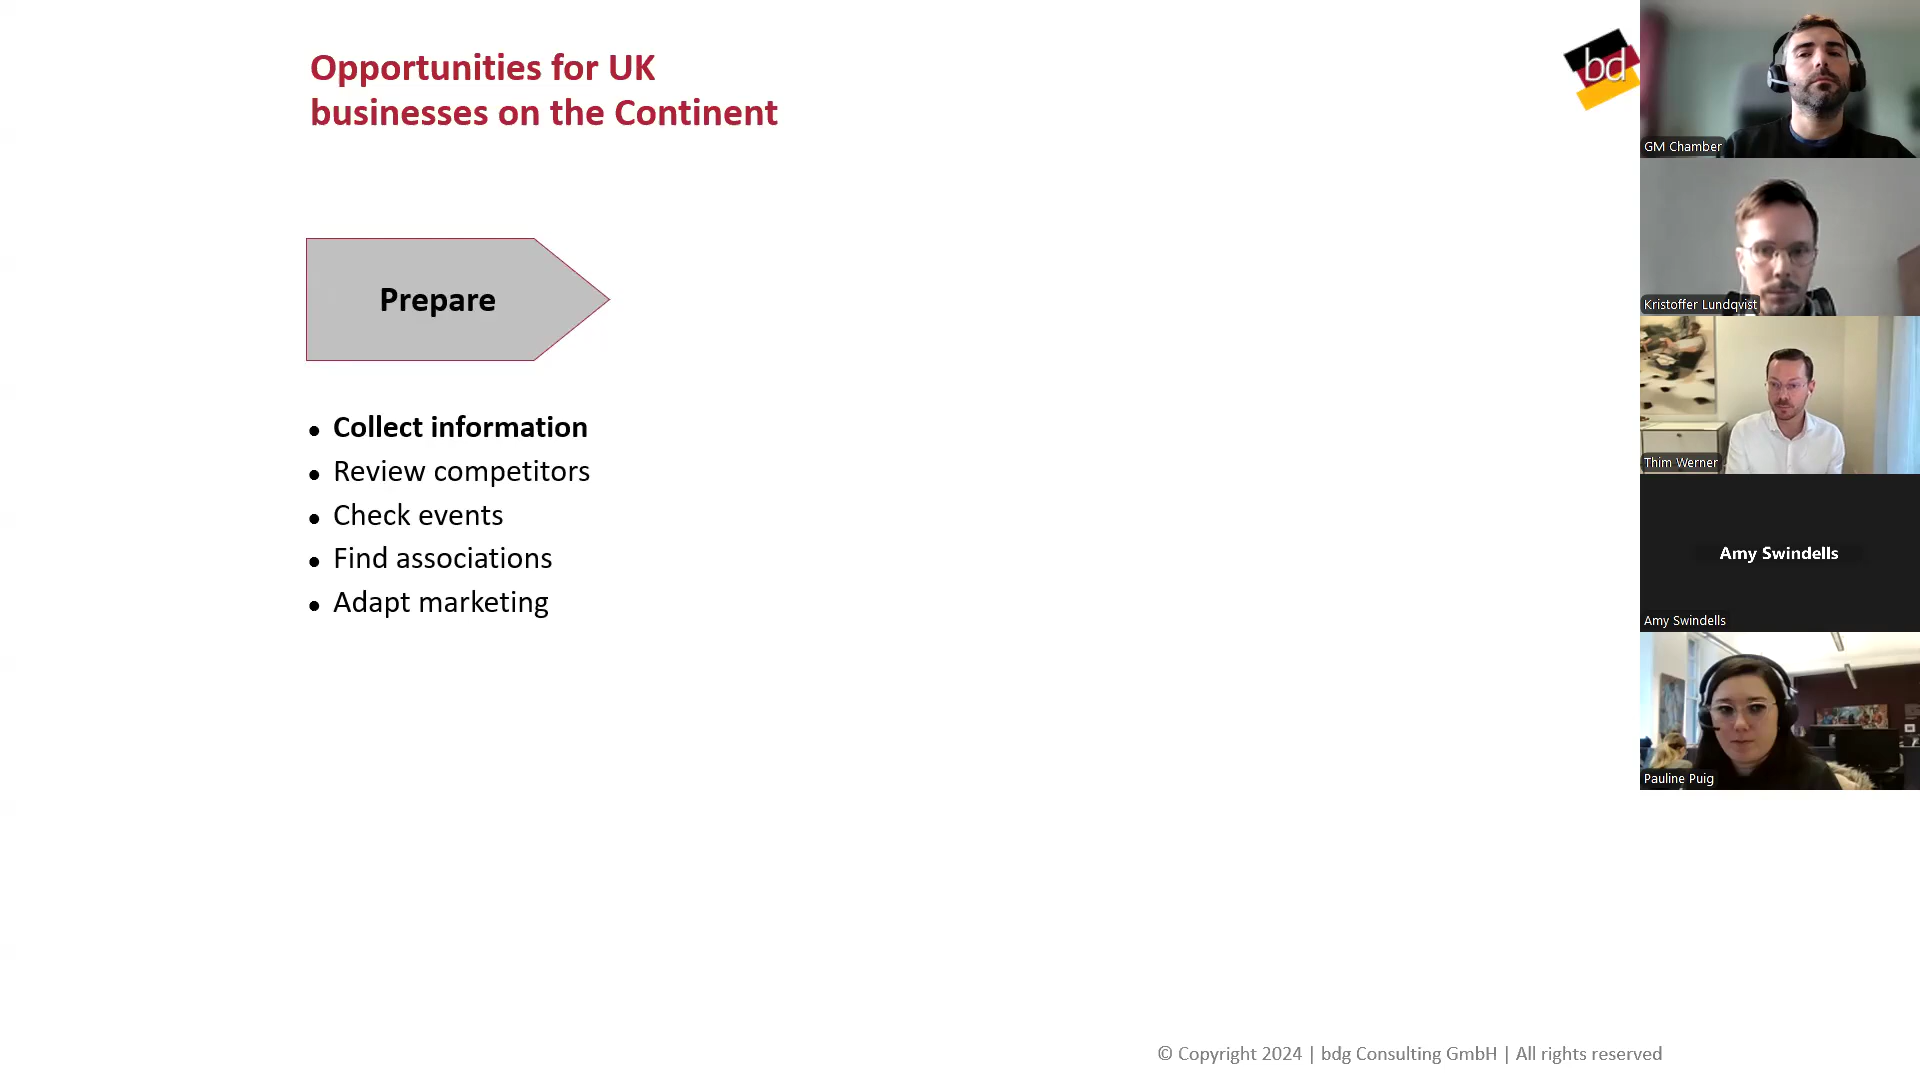 Opportunities for UK
businesses on the Continent
bd
Prepare
Collect information
Review competitors
Check events
Find associations
Adapt marketing
© Copyright 2024 | bdg Consulting GmbH | All rights reserved
GM Chamber
Kristoffer Lundqvist
Thim Werner
Amy Swindells
Amy Swindells
Pauline Puig